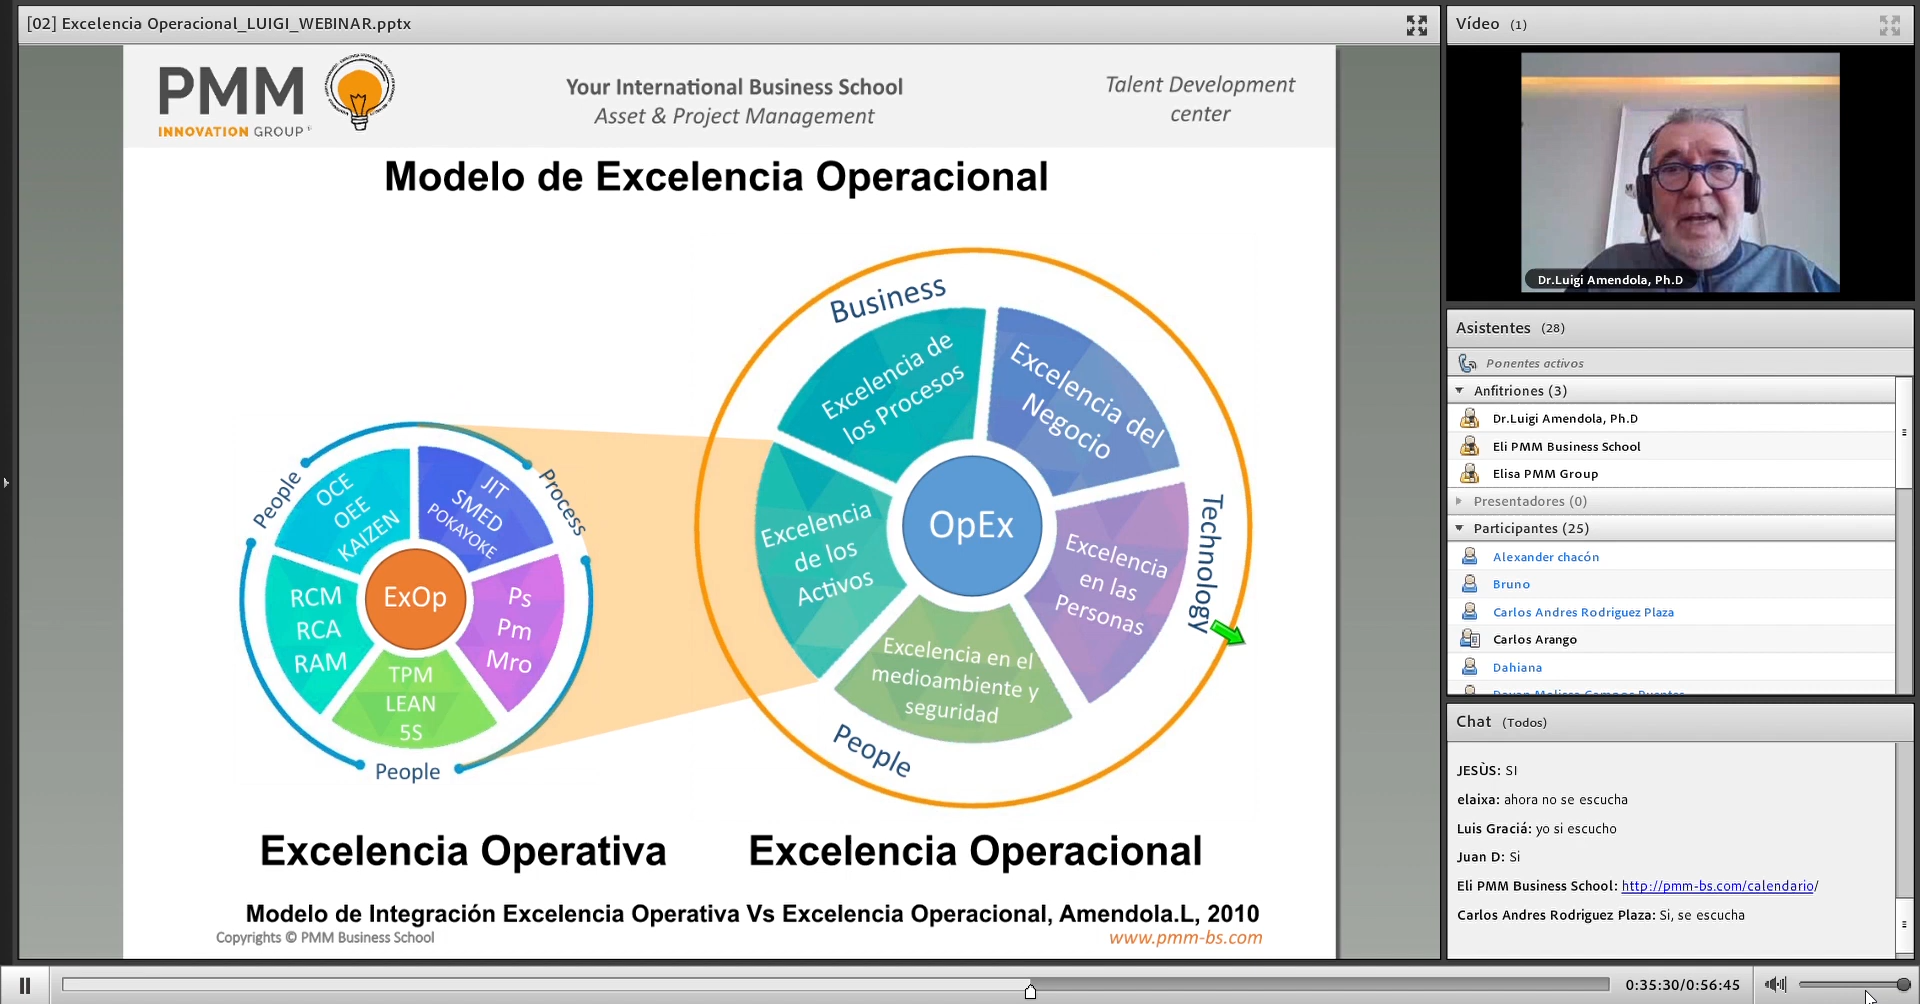 [02] Excelencia Operacional_LUIGI_WEBINAR.pptx
PMM
INNOVATION GROUP
Your International Business School
Asset & Project Management
Talent Development
center
Modelo de Excelencia Operacional
People
Process
OCE
OEE
KAIZEN
JIT
SMED
POKAYOKE
RCM
RCA
RAM
ExOp
Ps
Pm
Mro
TPM
LEAN
5S
People
Business
Excelencia de
los Procesos
Excelencia del
Negocio
Excelencia
de los
Activos
OpEx
Excelencia
en las
Personas
Technology
Excelencia en el
medioambiente y
seguridad
People
Excelencia Operativa
Excelencia Operacional
Modelo de Integración Excelencia Operativa Vs Excelencia Operacional, Amendola.L, 2010
Copyrights © PMM Business School
www.pmm-bs.com
Vídeo (1)
Dr.Luigi Amendola, Ph.D
Asistentes (28)
Ponentes activos
Anfitriones (3)
Dr.Luigi Amendola, Ph.D
Eli PMM Business School
Elisa PMM Group
Presentadores (0)
Participantes (25)
Alexander chacón
Bruno
Carlos Andres Rodriguez Plaza
Carlos Arango
Dahiana
Chat (Todos)
JESÙS: SI
elaixa: ahora no se escucha
Luis Graciá: yo si escucho
Juan D: Si
Eli PMM Business School: http://pmm-bs.com/calendario/
Carlos Andres Rodriguez Plaza: Si, se escucha
0:35:30/0:56:45